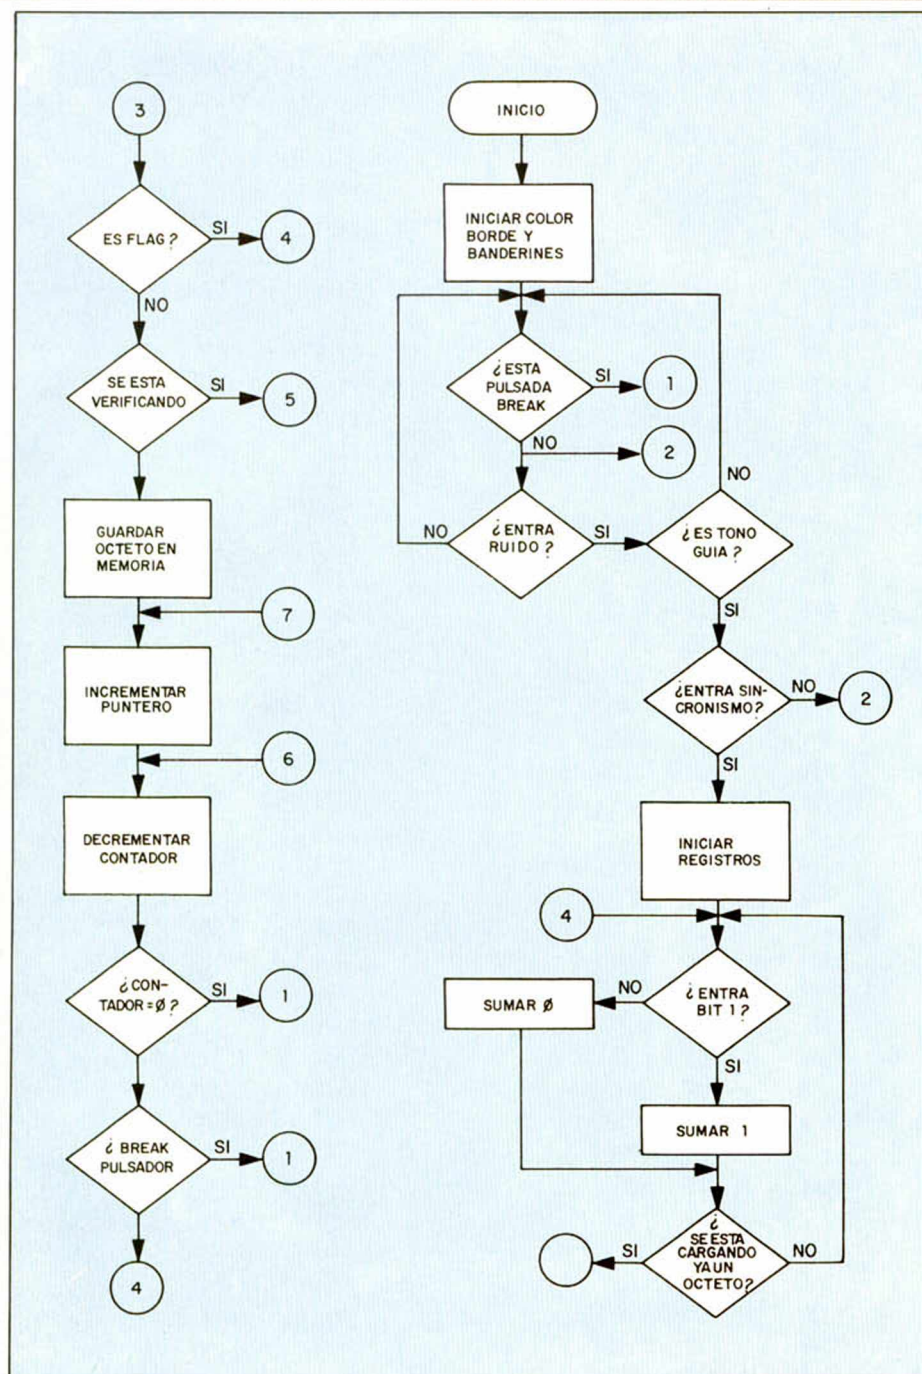 3
ES FLAG?
SI
4
NO
SE ESTA
VERIFICANDO
SI
5
GUARDAR
OCTETO EN
MEMORIA
7
INCREMENTAR
PUNTERO
6
DECREMENTAR
CONTADOR
¿CON-
TADOR=Ø?
SI
1
¿ BREAK
PULSADOR
SI
1
4
INICIO
INICIAR COLOR
BORDE Y
BANDERINES
¿ESTA
PULSADA
BREAK
SI
1
NO
2
¿ENTRA
RUIDO?
NO
SI
¿ES TONO
GUIA?
NO
SI
¿ENTRA SIN-
CRONISMO?
NO
2
SI
INICIAR
REGISTROS
4
¿ENTRA
BIT 1?
NO
SUMAR Ø
SI
SUMAR 1
¿
SE ESTA
CARGANDO
YA UN
OCTETO?
SI
NO